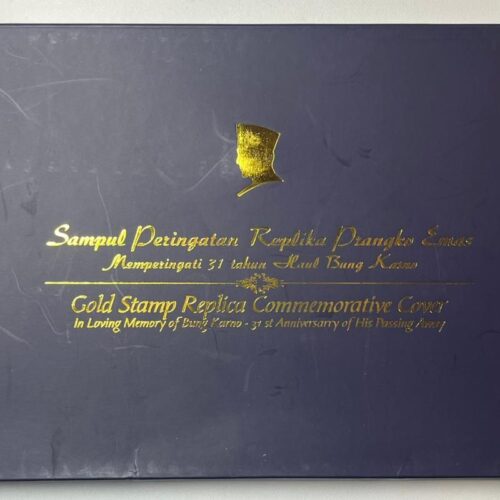 Sampul Peringatan Replika Prangko Emas
Memperingati 31 tahun Haul Bung Karno
Gold Stamp Replica Commemorative Cover
In Loving Memory of Bung Karno - 31 st Anniversarry of His Passing Away